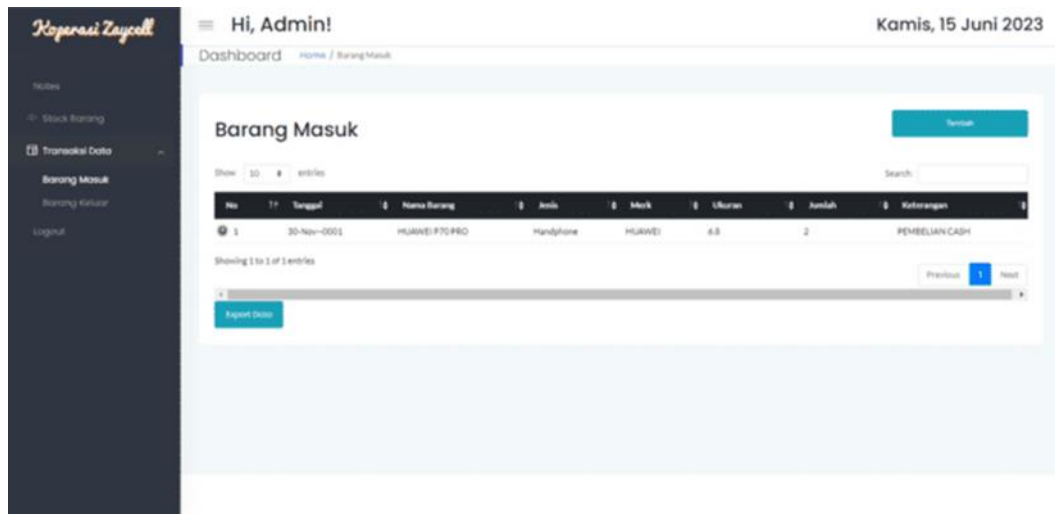 Koperasi Zaycell
Hi, Admin!
Kamis, 15 Juni 2023
Dashboard
Home / Barang Masuk
Notes
Stock Barang
Transaksi Data
Barang Masuk
Barang Keluar
Logout
Barang Masuk
Tambah
Show 10 entries
Search:
No Tanggal Nama Barang Jenis Merk Ukuran Jumlah Keterangan
1 30-Nov--0001 HUAWEI P70 PRO Handphone HUAWEI 6.8 2 PEMBELIAN CASH
Showing 1 to 1 of 1 entries
Previous 1 Next
Export Data